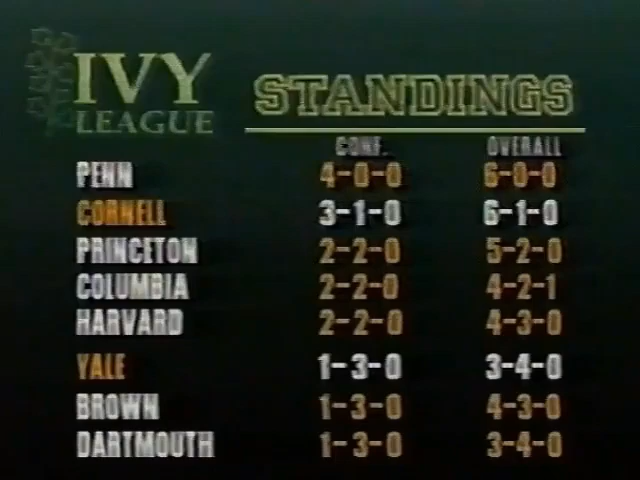 IVY LEAGUE STANDINGS
CONF. OVERALL
PENN 4-0-0 6-0-0
CORNELL 3-1-0 6-1-0
PRINCETON 2-2-0 5-2-0
COLUMBIA 2-2-0 4-2-1
HARVARD 2-2-0 4-3-0
YALE 1-3-0 3-4-0
BROWN 1-3-0 4-3-0
DARTMOUTH 1-3-0 3-4-0